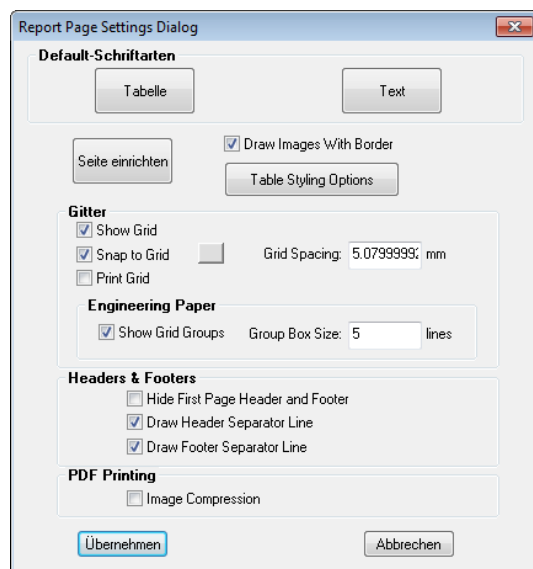 Report Page Settings Dialog
Default-Schriftarten
Tabelle
Text
Seite einrichten
Draw Images With Border
Table Styling Options
Gitter
Show Grid
Snap to Grid
Grid Spacing: 5.0799999 mm
Print Grid
Engineering Paper
Show Grid Groups
Group Box Size: 5 lines
Headers & Footers
Hide First Page Header and Footer
Draw Header Separator Line
Draw Footer Separator Line
PDF Printing
Image Compression
Übernehmen
Abbrechen